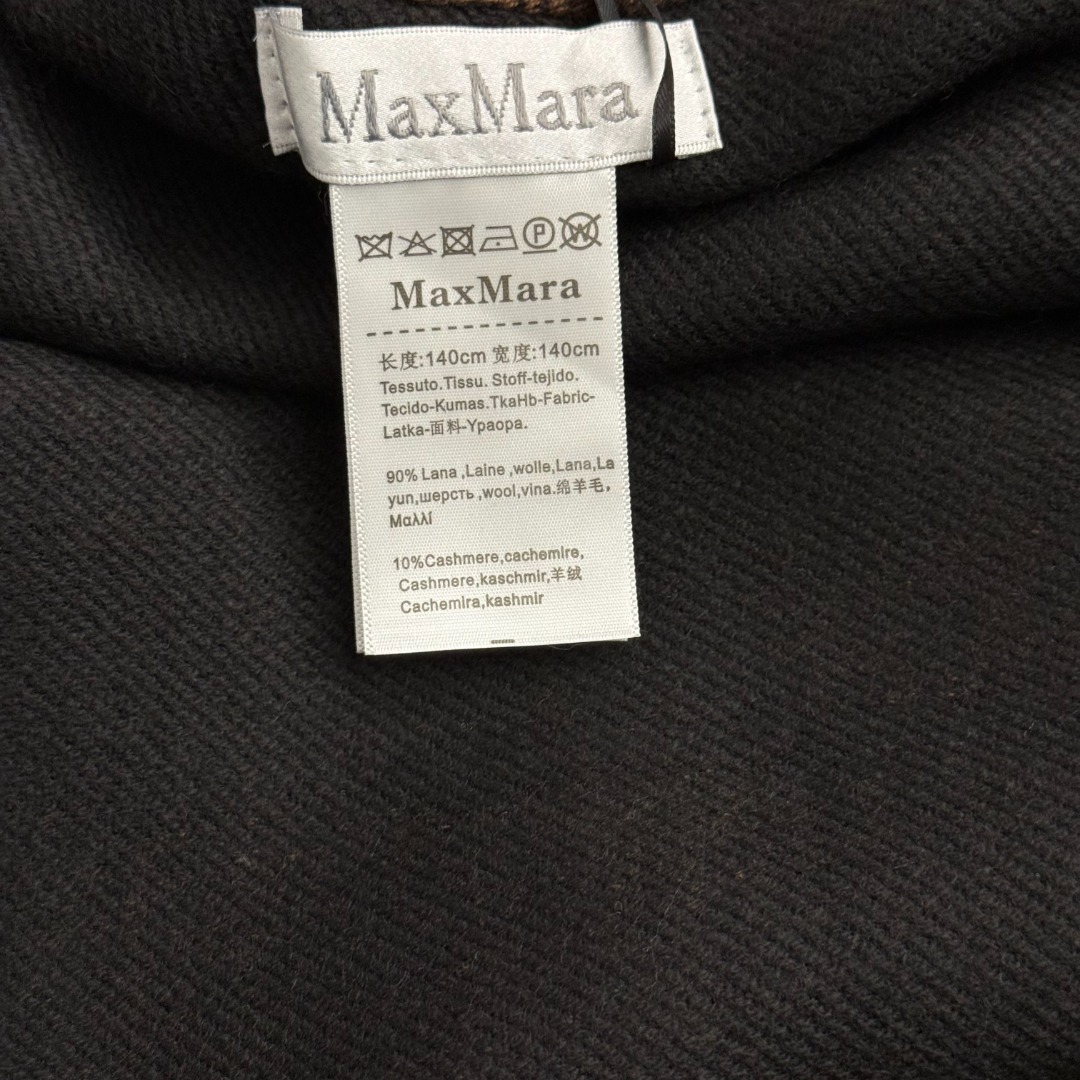 MaxMara
MaxMara
长度:140cm 宽度:140cm
Tessuto.Tissu. Stoff-tejido.
Tecido-Kumas.TkaHb-Fabric-
Latka-面料-Ypaopa.
90% Lana ,Laine ,wolle,Lana,La
yun,шерсть ,wool,vina.绵羊毛,
Μαλλί
10%Cashmere,cachemire,
Cashmere,kaschmir,羊绒
Cachemira,kashmir